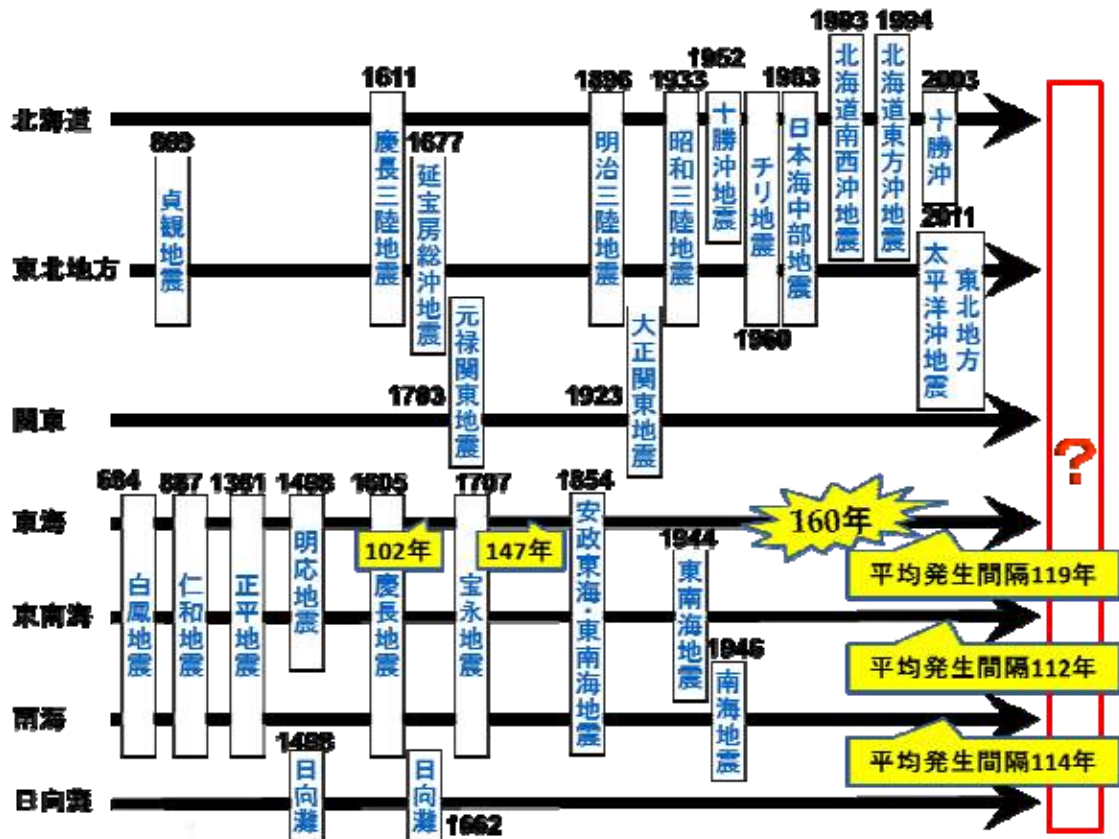 1993
1994
1952
1611
1896
1933
1983
2003
北海道
869
1677
慶長三陸地震
明治三陸地震
昭和三陸地震
十勝沖地震
チリ地震
日本海中部地震
北海道南西沖地震
北海道東方沖地震
十勝沖
貞観地震
延宝房総沖地震
2011
東北地方
東北地方
太平洋沖地震
1960
元禄関東地震
大正関東地震
1703
1923
関東
684
887
1361
1498
1605
1707
1854
東海
160年
102年
147年
1944
平均発生間隔119年
白鳳地震
仁和地震
正平地震
明応地震
慶長地震
宝永地震
安政東海・東南海地震
東南海地震
東南海
1946
平均発生間隔112年
南海
南海地震
1498
平均発生間隔114年
日向灘
日向灘
日向灘
1662
?